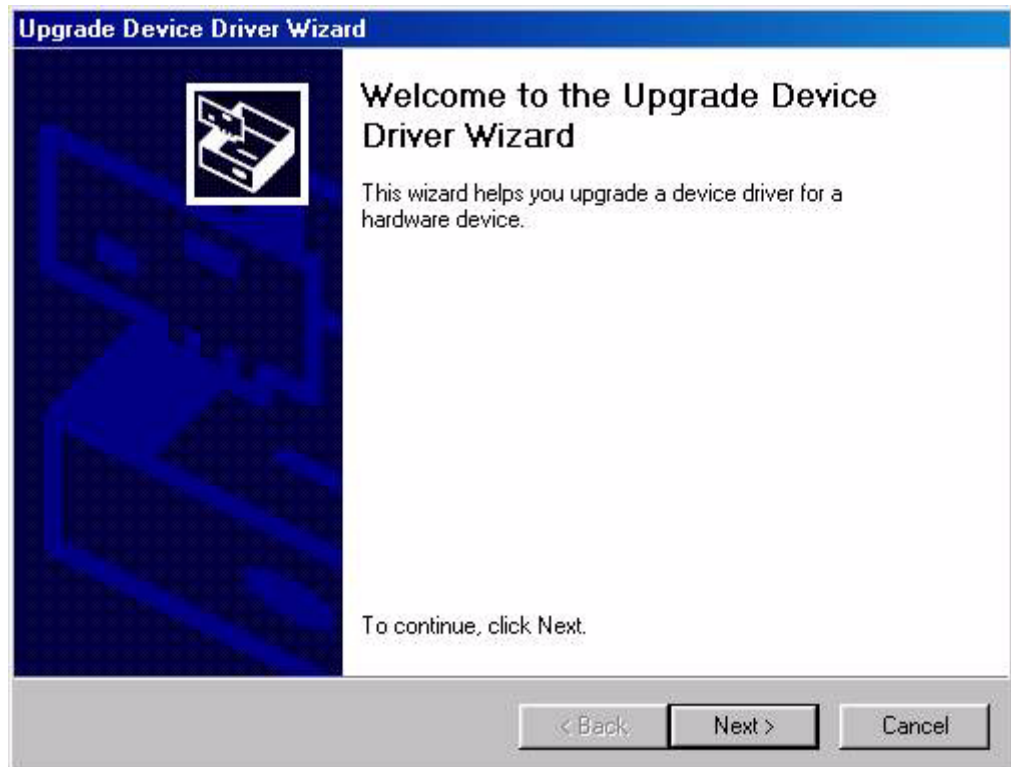 Upgrade Device Driver Wizard
Welcome to the Upgrade Device
Driver Wizard
This wizard helps you upgrade a device driver for a
hardware device.
To continue, click Next.
< Back
Next >
Cancel